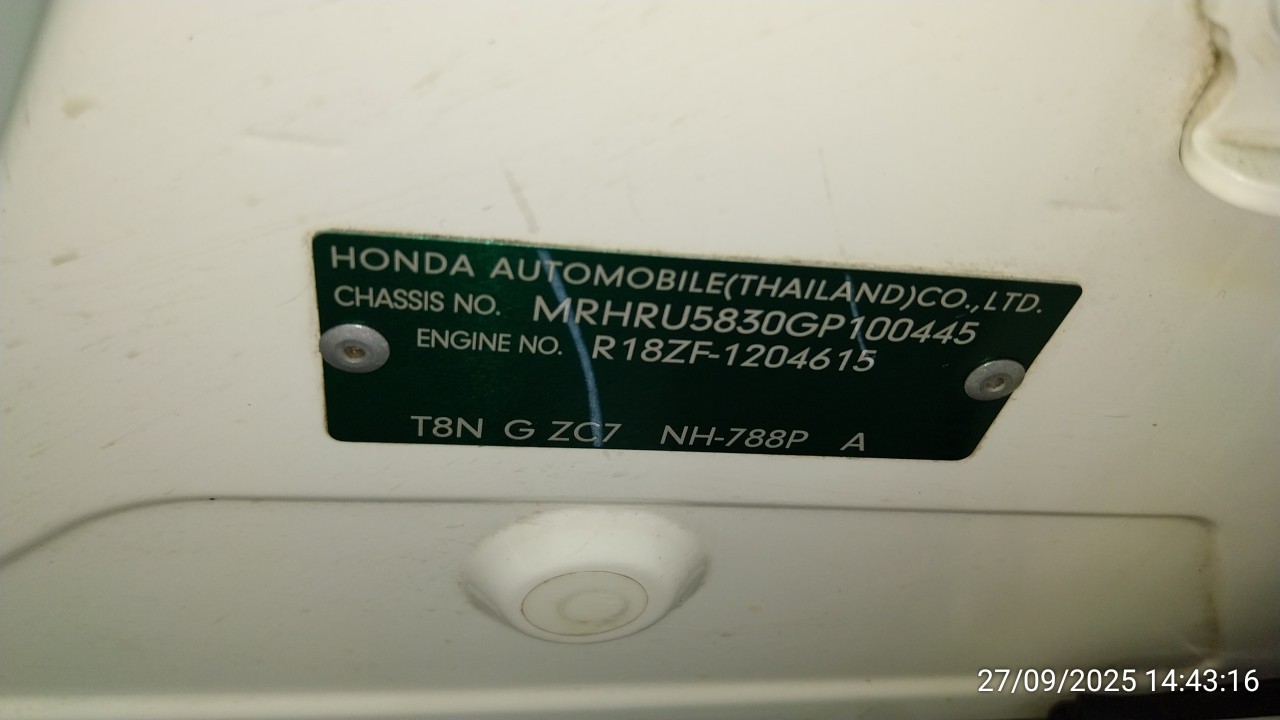 HONDA AUTOMOBILE(THAILAND)CO.,LTD.
CHASSIS NO. MRHRU5830GP100445
ENGINE NO. R18ZF-1204615
T8N G ZC7 NH-788P A
27/09/2025 14:43:16